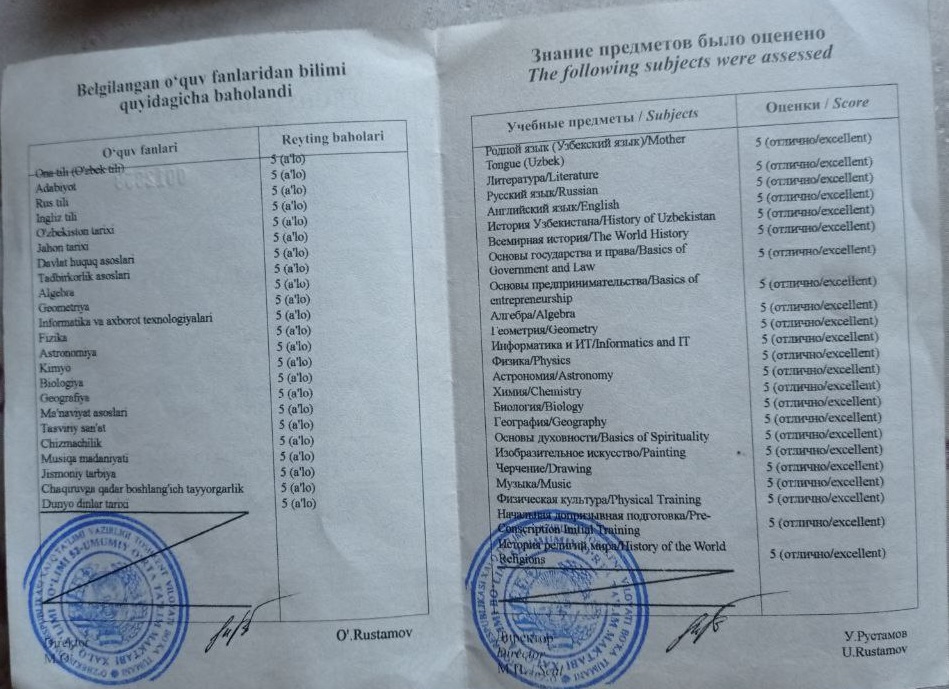 Belgilangan o‘quv fanlaridan bilimi
quyidagicha baholandi
O‘quv fanlari
Reyting baholari
Ona tili (O'zbek tili)
5 (a'lo)
Adabiyot
5 (a'lo)
Rus tili
5 (a'lo)
Ingliz tili
5 (a'lo)
O'zbekiston tarixi
5 (a'lo)
Jahon tarixi
5 (a'lo)
Davlat huquq asoslari
5 (a'lo)
Tadbirkorlik asoslari
5 (a'lo)
Algebra
5 (a'lo)
Geometriya
5 (a'lo)
Informatika va axborot texnologiyalari
5 (a'lo)
Fizika
5 (a'lo)
Astronomiya
5 (a'lo)
Kimyo
5 (a'lo)
Biologiya
5 (a'lo)
Geografiya
5 (a'lo)
Ma'naviyat asoslari
5 (a'lo)
Tasviriy san'at
5 (a'lo)
Chizmachilik
5 (a'lo)
Musiqa madaniyati
5 (a'lo)
Jismoniy tarbiya
5 (a'lo)
Chaqiruvga qadar boshlang'ich tayyorgarlik
5 (a'lo)
Dunyo dinlar tarixi
5 (a'lo)
Direktor
O'.Rustamov
Знание предметов было оценено
The following subjects were assessed
Учебные предметы / Subjects
Оценки / Score
Родной язык (Узбекский язык)/Mother
Tongue (Uzbek)
5 (отлично/excellent)
Литература/Literature
5 (отлично/excellent)
Русский язык/Russian
5 (отлично/excellent)
Английский язык/English
5 (отлично/excellent)
История Узбекистана/History of Uzbekistan
5 (отлично/excellent)
Всемирная история/The World History
5 (отлично/excellent)
Основы государства и права/Basics of
Government and Law
5 (отлично/excellent)
Основы предпринимательства/Basics of
entrepreneurship
5 (отлично/excellent)
Алгебра/Algebra
5 (отлично/excellent)
Геометрия/Geometry
5 (отлично/excellent)
Информатика и ИТ/Informatics and IT
5 (отлично/excellent)
Физика/Physics
5 (отлично/excellent)
Астрономия/Astronomy
5 (отлично/excellent)
Химия/Chemistry
5 (отлично/excellent)
Биология/Biology
5 (отлично/excellent)
География/Geography
5 (отлично/excellent)
Основы духовности/Basics of Spirituality
5 (отлично/excellent)
Изобразительное искусство/Painting
5 (отлично/excellent)
Черчение/Drawing
5 (отлично/excellent)
Музыка/Music
5 (отлично/excellent)
Физическая культура/Physical Training
5 (отлично/excellent)
Начальная допризывная подготовка/Pre-
Conscription Initial Training
5 (отлично/excellent)
История религий мира/History of the World
Religions
5 (отлично/excellent)
Директор
Director
У.Рустамов
U.Rustamov